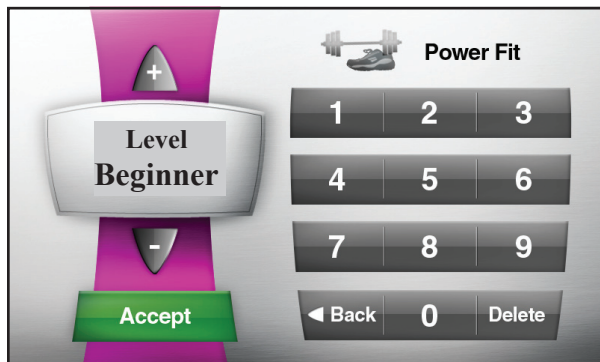 Power Fit
+
Level
Beginner
-
Accept
1 2 3
4 5 6
7 8 9
◄ Back 0 Delete